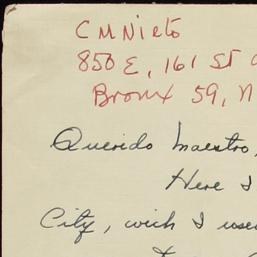 C M Nieto
850 E, 161 ST
Bronx 59, N
Querido Maestro,
Here I
City, wich I